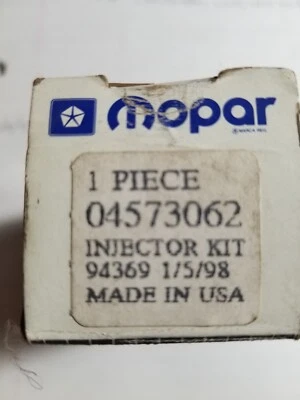 mopar
1 PIECE
04573062
INJECTOR KIT
94369 1/5/98
MADE IN USA